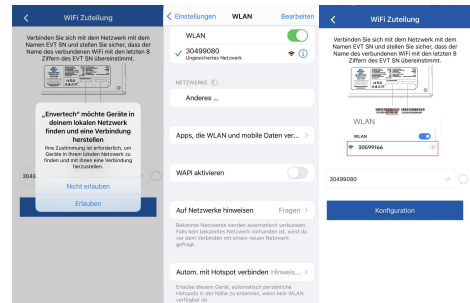 WiFi Zuteilung
Verbinden Sie sich mit dem Netzwerk mit dem
Namen EVT SN und stellen Sie sicher, dass der
Name des verbundenen WiFi mit den letzten 8
Ziffern des EVT SN übereinstimmt.
„Envertech“ möchte Geräte in
deinem lokalen Netzwerk
finden und eine Verbindung
herstellen
Ihre Zustimmung ist erforderlich, um
Geräte in Ihrem lokalen Netzwerk zu
finden und mit ihnen eine Verbindung
herzustellen.
Nicht erlauben
Erlauben
3049
Einstellungen
WLAN
Bearbeiten
WLAN
30499080
Ungesichertes Netzwerk
NETZWERKE
Anderes ...
Apps, die WLAN und mobile Daten ver...
WAPI aktivieren
Auf Netzwerke hinweisen Fragen
Bekannte Netzwerke werden automatisch verbunden.
Falls kein bekanntes Netzwerk vorhanden ist, wirst du
vor dem Verbinden mit einem neuen Netzwerk
gefragt.
Autom. mit Hotspot verbinden Hinweis...
Erlaube diesem Gerät, automatisch persönliche
Hotspots in der Nähe zu erkennen, wenn kein WLAN
verfügbar ist.
WiFi Zuteilung
Verbinden Sie sich mit dem Netzwerk mit dem
Namen EVT SN und stellen Sie sicher, dass der
Name des verbundenen WiFi mit den letzten 8
Ziffern des EVT SN übereinstimmt.
WLAN
WLAN
30599166
30499080
Konfiguration